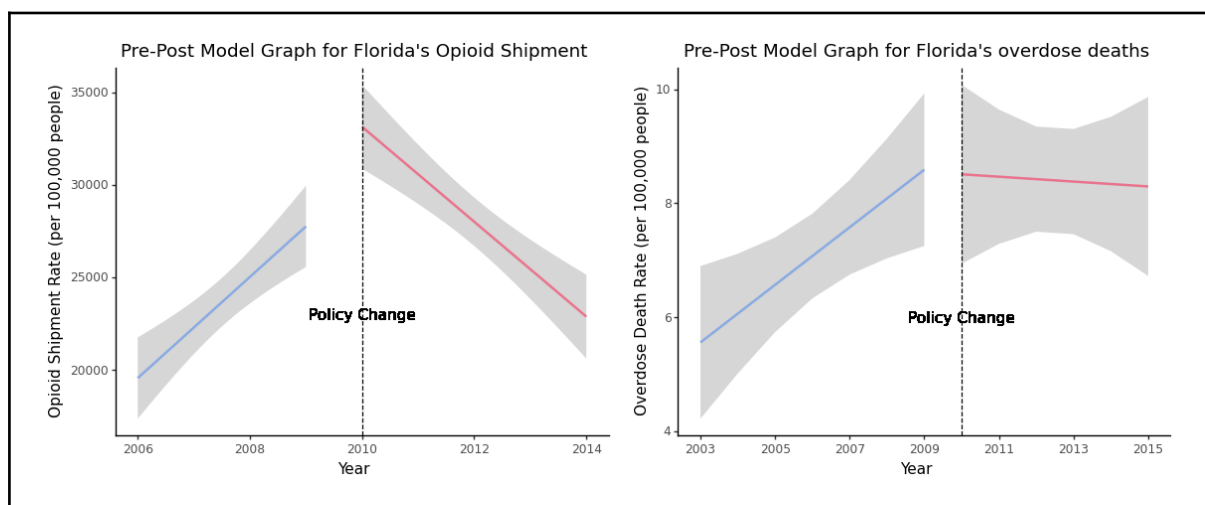 Pre-Post Model Graph for Florida's Opioid Shipment
Opioid Shipment Rate (per 100,000 people)
35000
30000
25000
20000
Policy Change
2006
2008
2010
2012
2014
Year
Pre-Post Model Graph for Florida's overdose deaths
Overdose Death Rate (per 100,000 people)
10
8
6
4
Policy Change
2003
2005
2007
2009
2011
2013
2015
Year